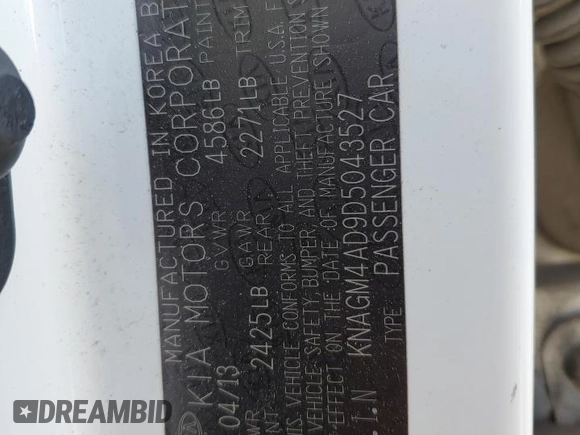 MANUFACTURED IN KOREA B
KIA MOTORS CORPORAT
04/13 GVWR 4586LB PAINT
GAWR
NT 2425LB REAR 2271LB TRIM
IS VEHICLE CONFORMS TO ALL APPLICABLE U.S.A F
VEHICLE SAFETY, BUMPER AND THEFT PREVENTION S
EFFECT ON THE DATE OF MANUFACTURE SHOWN
I.N KNAGM4AD9D5043527
TYPE PASSENGER CAR
DREAMBID